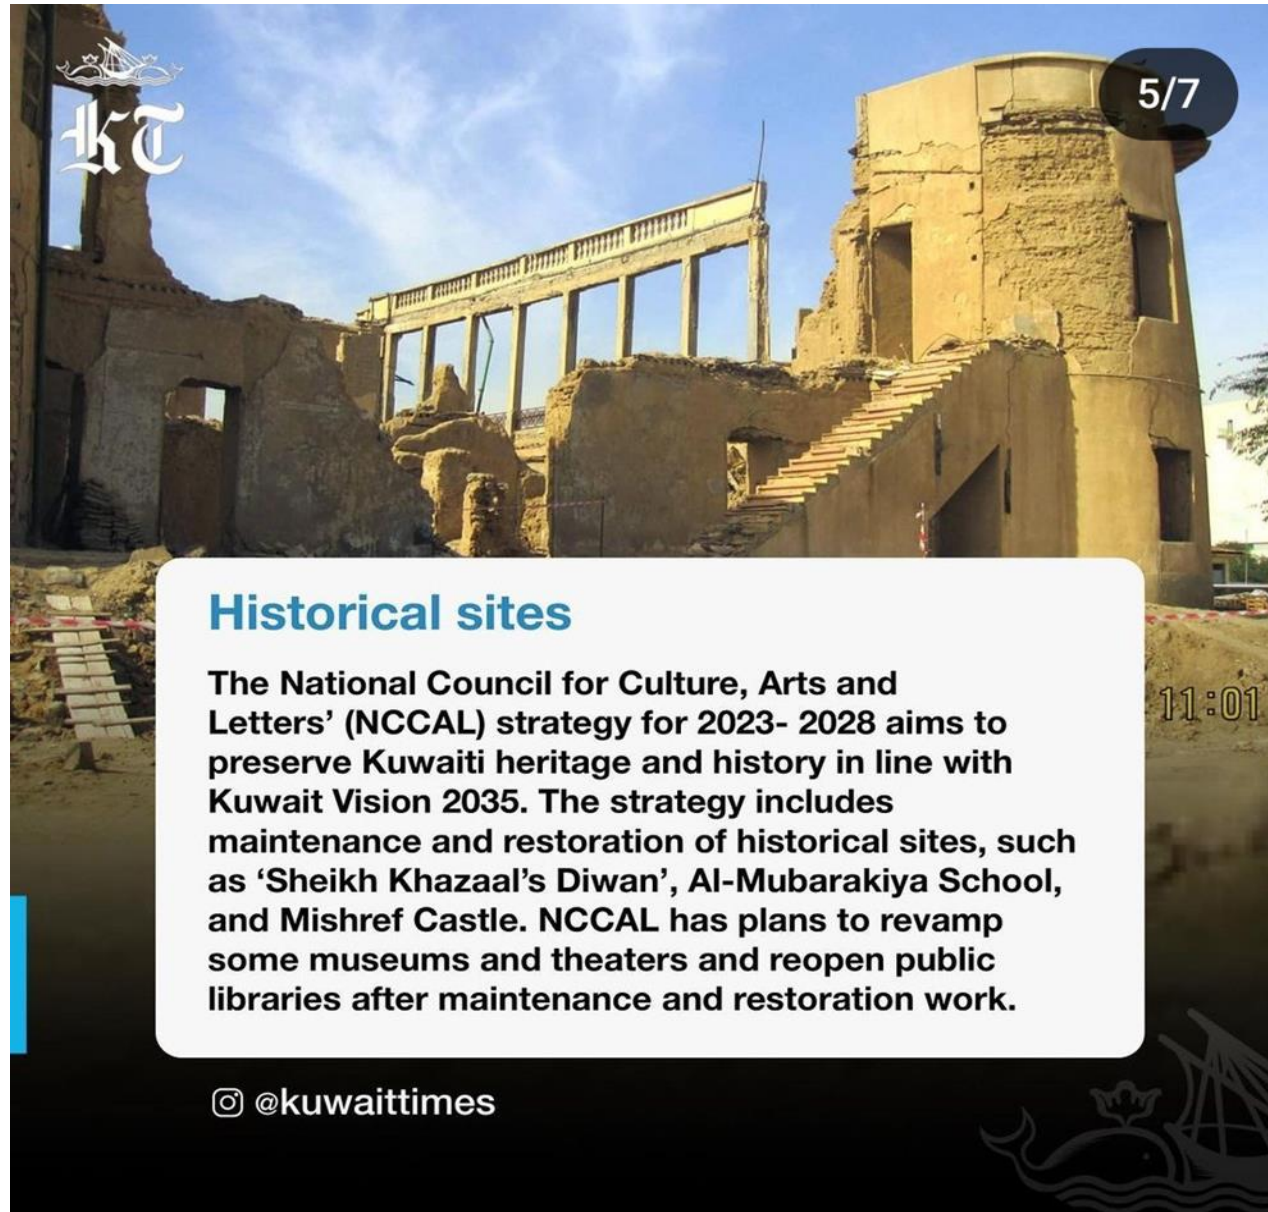 KT
5/7
11:01
Historical sites
The National Council for Culture, Arts and
Letters’ (NCCAL) strategy for 2023- 2028 aims to
preserve Kuwaiti heritage and history in line with
Kuwait Vision 2035. The strategy includes
maintenance and restoration of historical sites, such
as ‘Sheikh Khazaal’s Diwan’, Al-Mubarakiya School,
and Mishref Castle. NCCAL has plans to revamp
some museums and theaters and reopen public
libraries after maintenance and restoration work.
@kuwaittimes